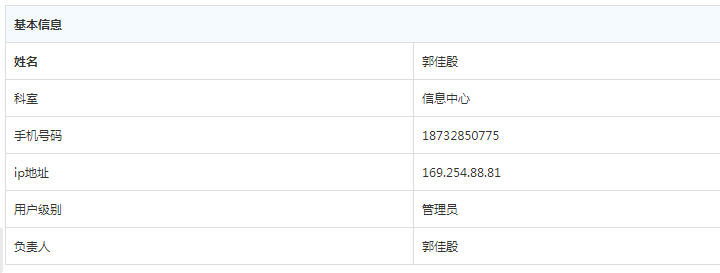 基本信息
姓名 郭佳殷
科室 信息中心
手机号码 18732850775
ip地址 169.254.88.81
用户级别 管理员
负责人 郭佳殷